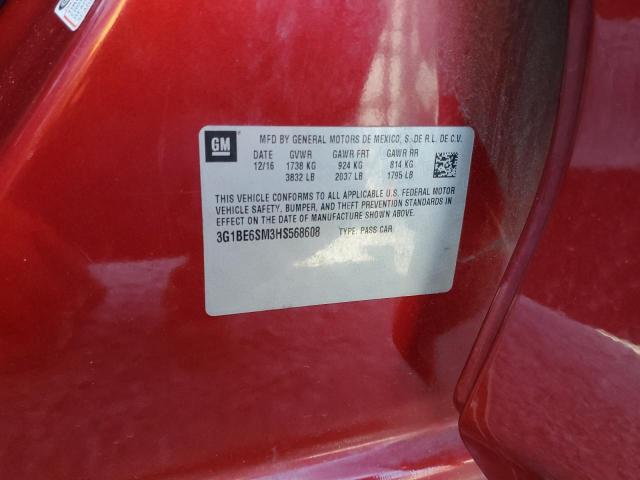 GM
MFD BY GENERAL MOTORS DE MEXICO, S. DE R.L. DE C.V.
DATE GVWR GAWR FRT GAWR RR
12/16 1738 KG 924 KG 814 KG
3832 LB 2037 LB 1795 LB
THIS VEHICLE CONFORMS TO ALL APPLICABLE U.S. FEDERAL MOTOR
VEHICLE SAFETY, BUMPER, AND THEFT PREVENTION STANDARDS IN
EFFECT ON THE DATE OF MANUFACTURE SHOWN ABOVE.
3G1BE6SM3HS568608 TYPE: PASS CAR